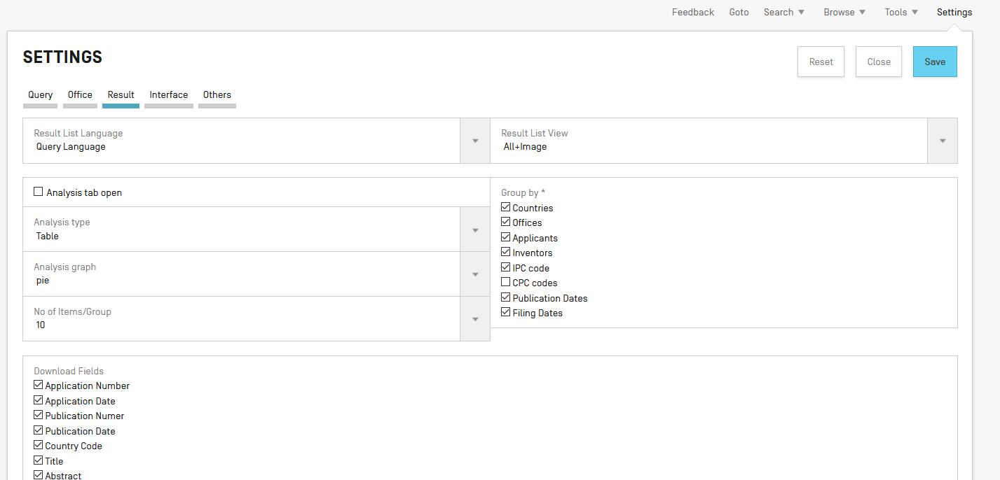 Feedback Goto Search Browse Tools Settings
SETTINGS
Reset Close Save
Query Office Result Interface Others
Result List Language
Query Language
Result List View
All+Image
Analysis tab open
Analysis type
Table
Analysis graph
pie
No of Items/Group
10
Group by *
Countries
Offices
Applicants
Inventors
IPC code
CPC codes
Publication Dates
Filing Dates
Download Fields
Application Number
Application Date
Publication Numer
Publication Date
Country Code
Title
Abstract